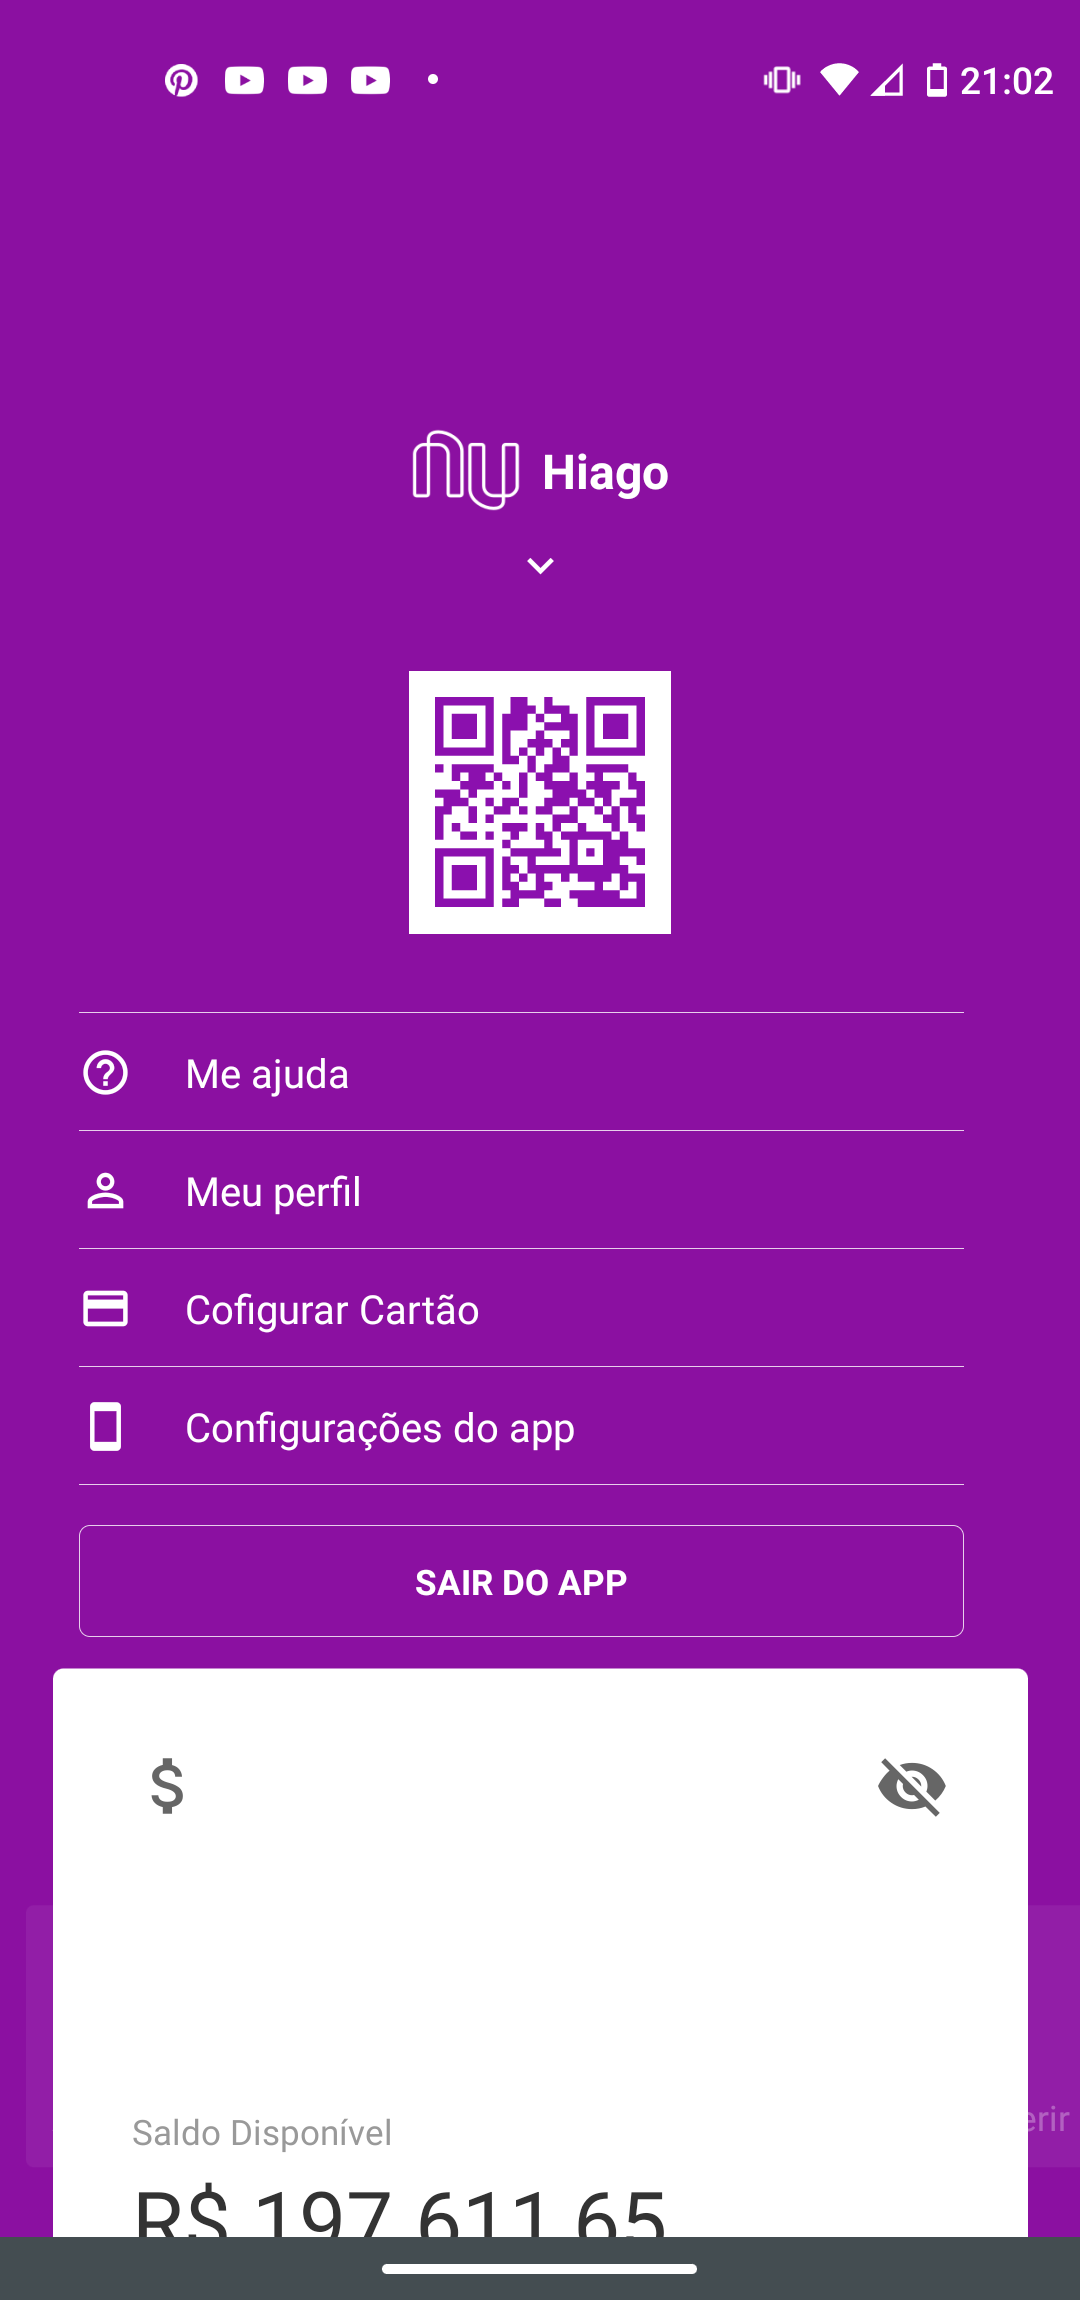 21:02
nu Hiago
Me ajuda
Meu perfil
Cofigurar Cartão
Configurações do app
SAIR DO APP
$
Saldo Disponível
erir
R$ 197.611,65